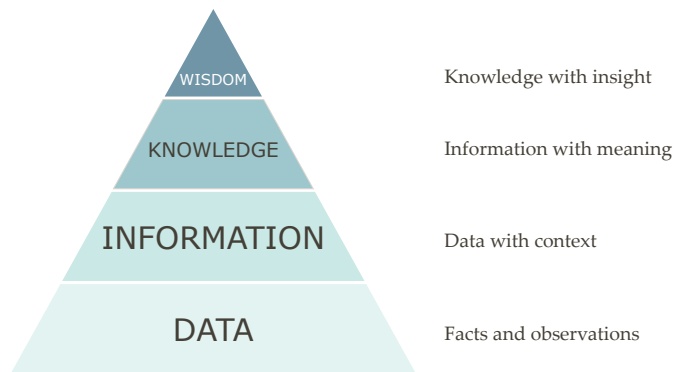 WISDOM Knowledge with insight
KNOWLEDGE Information with meaning
INFORMATION Data with context
DATA Facts and observations